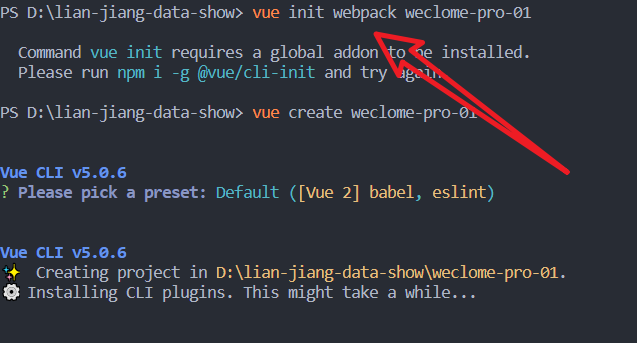 PS D:\lian-jiang-data-show> vue init webpack weclome-pro-01
Command vue init requires a global addon to be installed.
Please run npm i -g @vue/cli-init and try again.
PS D:\lian-jiang-data-show> vue create weclome-pro-01
Vue CLI v5.0.6
? Please pick a preset: Default ([Vue 2] babel, eslint)
Vue CLI v5.0.6
✨ Creating project in D:\lian-jiang-data-show\weclome-pro-01.
⚙️ Installing CLI plugins. This might take a while...